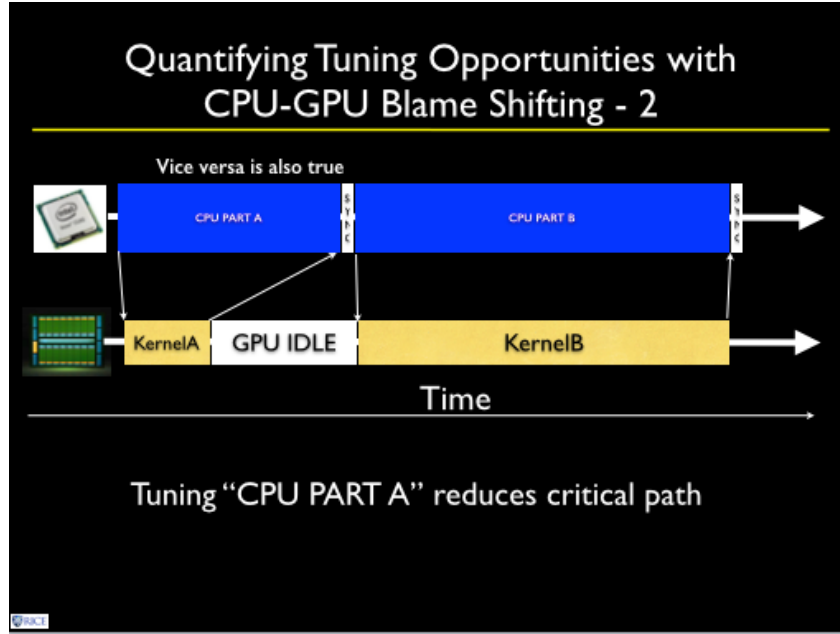 Quantifying Tuning Opportunities with
CPU-GPU Blame Shifting - 2
Vice versa is also true
intel
CPU PART A
SYNC
CPU PART B
SYNC
KernelA
GPU IDLE
KernelB
Time
Tuning “CPU PART A” reduces critical path
RICE